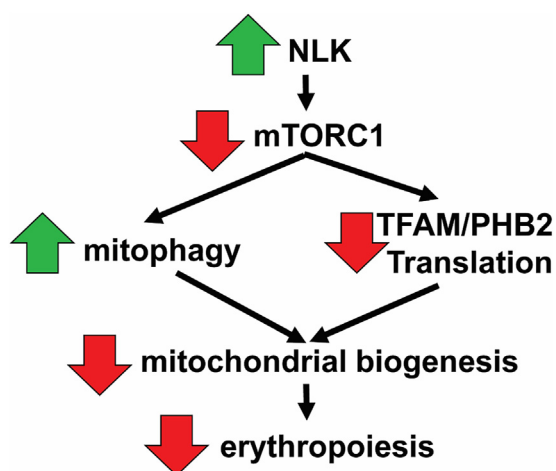 NLK
mTORC1
mitophagy
TFAM/PHB2
Translation
mitochondrial biogenesis
erythropoiesis